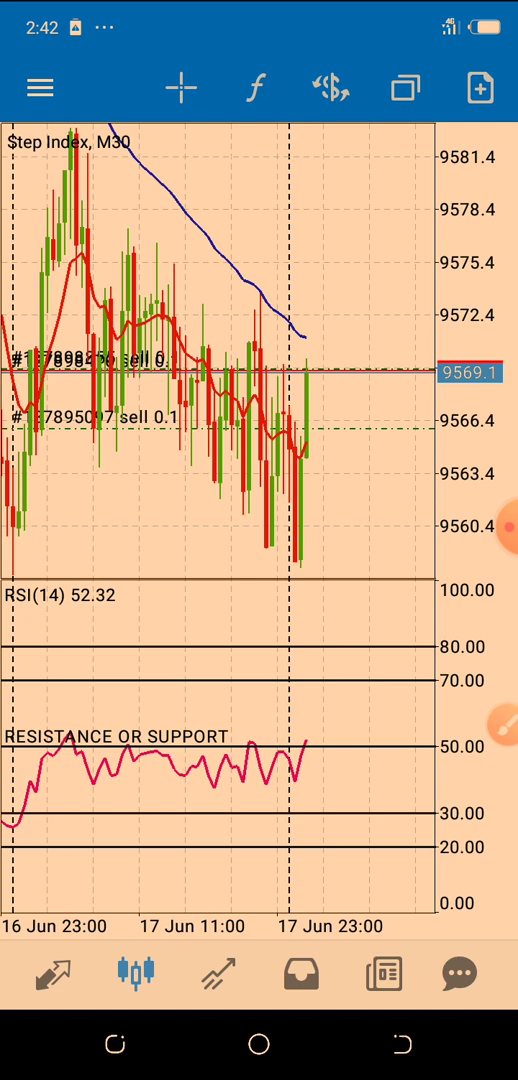 2:42
4G
f
$
$tep Index, M30
9581.4
9578.4
9575.4
9572.4
sell 0.1
9569.1
sell 0.1
9566.4
9563.4
9560.4
RSI(14) 52.32
100.00
80.00
70.00
RESISTANCE OR SUPPORT
50.00
30.00
20.00
0.00
16 Jun 23:00 17 Jun 11:00 17 Jun 23:00